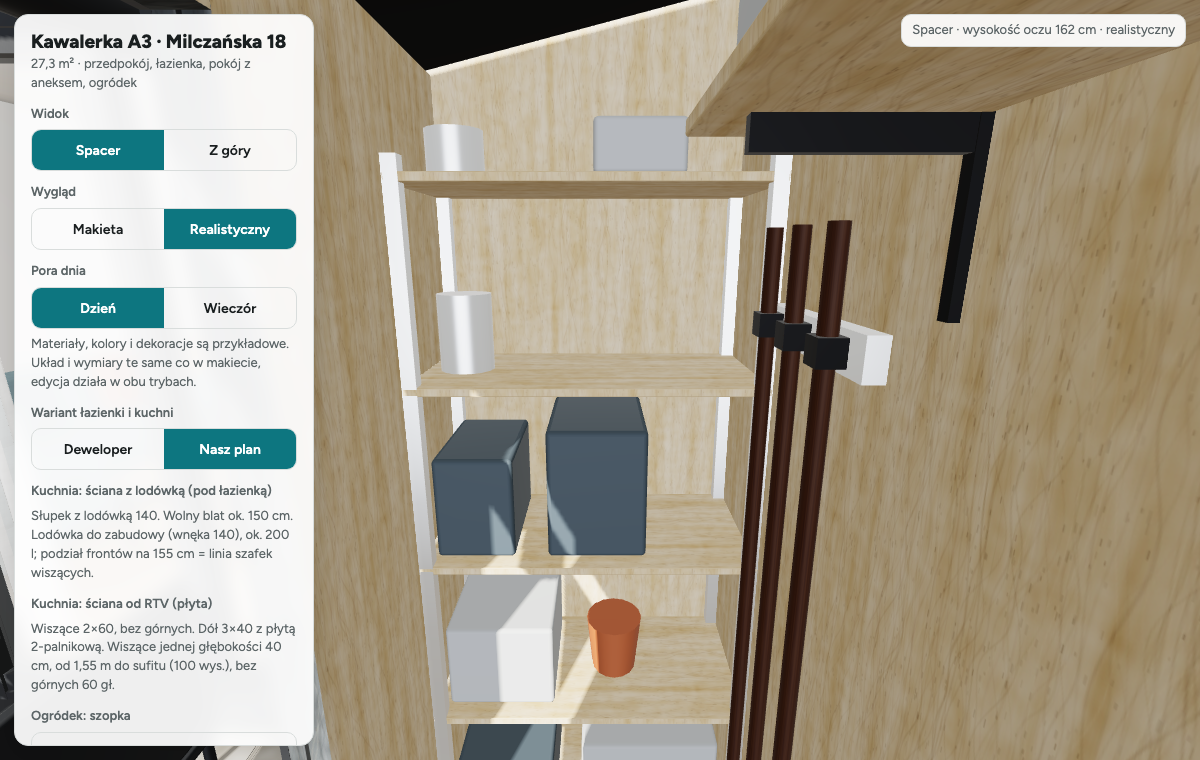 Kawalerka A3 · Milczańska 18
27,3 m² · przedpokój, łazienka, pokój z
aneksem, ogródek
Widok
Spacer
Z góry
Wygląd
Makieta
Realistyczny
Pora dnia
Dzień
Wieczór
Materiały, kolory i dekoracje są przykładowe.
Układ i wymiary te same co w makiecie,
edycja działa w obu trybach.
Wariant łazienki i kuchni
Deweloper
Nasz plan
Kuchnia: ściana z lodówką (pod łazienką)
Słupek z lodówką 140. Wolny blat ok. 150 cm.
Lodówka do zabudowy (wnęka 140), ok. 200
l; podział frontów na 155 cm = linia szafek
wiszących.
Kuchnia: ściana od RTV (płyta)
Wiszące 2×60, bez górnych. Dół 3×40 z płytą
2-palnikową. Wiszące jednej głębokości 40
cm, od 1,55 m do sufitu (100 wys.), bez
górnych 60 gł.
Ogródek: szopka
Spacer · wysokość oczu 162 cm · realistyczny